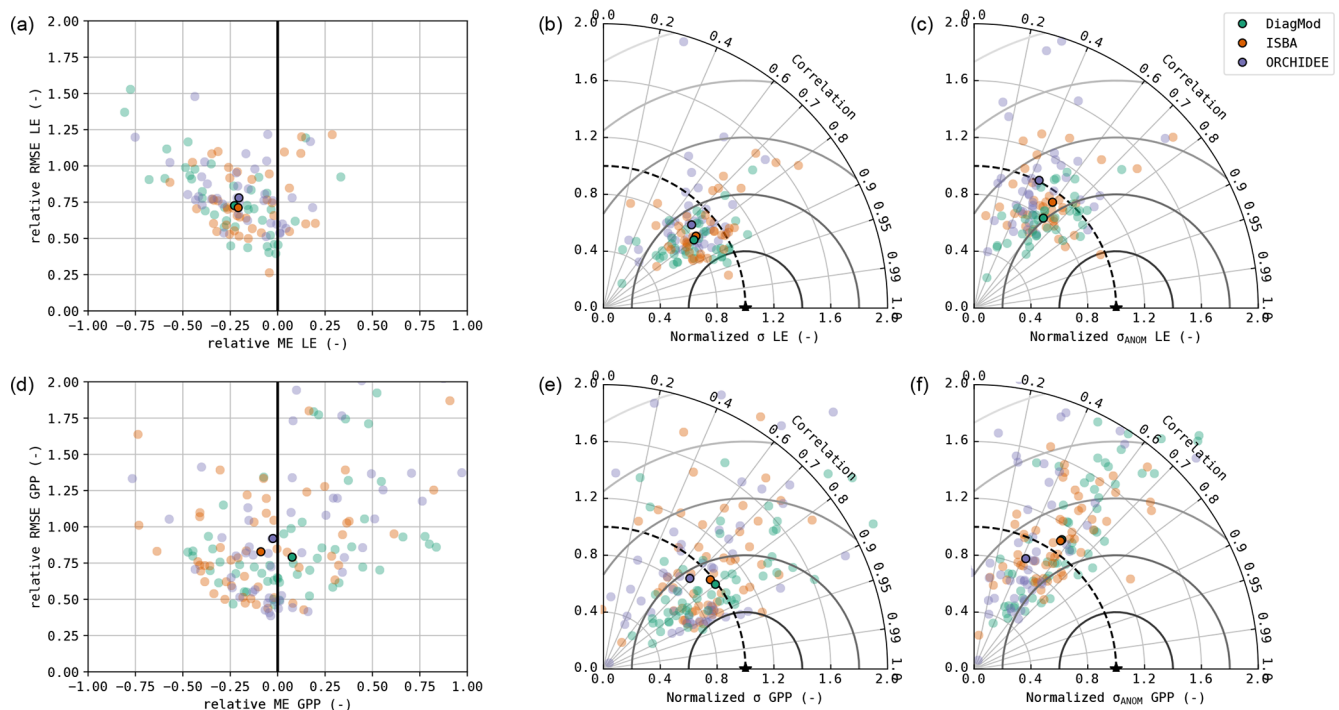 (a)
2.00
1.75
1.50
1.25
1.00
0.75
0.50
0.25
0.00
relative RMSE LE (-)
−1.00 −0.75 −0.50 −0.25 0.00 0.25 0.50 0.75 1.00
relative ME LE (-)
(b)
2.0
1.6
1.2
0.8
0.4
0.0
0.0 0.2 0.4 0.6 0.7 0.8 0.9 0.95 0.99 1.0
Correlation
0.0 0.4 0.8 1.2 1.6 2.0
Normalized σ LE (-)
(c)
2.0
1.6
1.2
0.8
0.4
0.0
0.0 0.2 0.4 0.6 0.7 0.8 0.9 0.95 0.99 1.0
Correlation
0.0 0.4 0.8 1.2 1.6 2.0
Normalized σANOM LE (-)
DiagMod
ISBA
ORCHIDEE
(d)
2.00
1.75
1.50
1.25
1.00
0.75
0.50
0.25
0.00
relative RMSE GPP (-)
−1.00 −0.75 −0.50 −0.25 0.00 0.25 0.50 0.75 1.00
relative ME GPP (-)
(e)
2.0
1.6
1.2
0.8
0.4
0.0
0.0 0.2 0.4 0.6 0.7 0.8 0.9 0.95 0.99 1.0
Correlation
0.0 0.4 0.8 1.2 1.6 2.0
Normalized σ GPP (-)
(f)
2.0
1.6
1.2
0.8
0.4
0.0
0.0 0.2 0.4 0.6 0.7 0.8 0.9 0.95 0.99 1.0
Correlation
0.0 0.4 0.8 1.2 1.6 2.0
Normalized σANOM GPP (-)